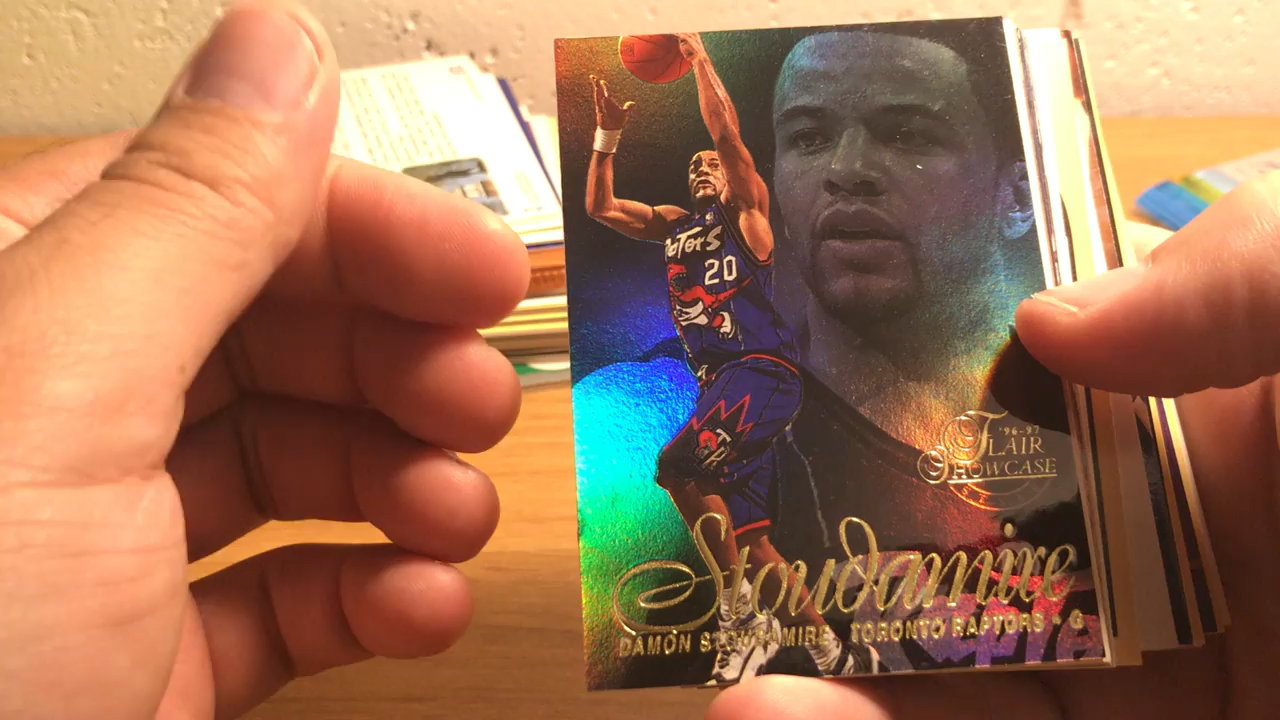 RAPTORS
20
'96-97
FLAIR
SHOWCASE
Stoudamire
DAMON STOUDAMIRE TORONTO RAPTORS • G